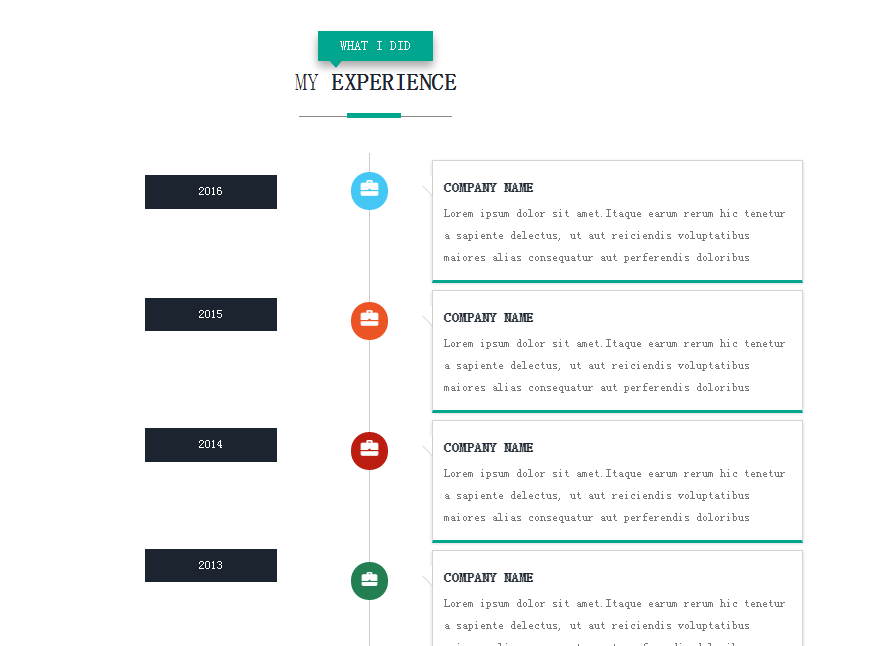 WHAT I DID
MY EXPERIENCE
2016
COMPANY NAME
Lorem ipsum dolor sit amet.Itaque earum rerum hic tenetur
a sapiente delectus, ut aut reiciendis voluptatibus
maiores alias consequatur aut perferendis doloribus
2015
COMPANY NAME
Lorem ipsum dolor sit amet.Itaque earum rerum hic tenetur
a sapiente delectus, ut aut reiciendis voluptatibus
maiores alias consequatur aut perferendis doloribus
2014
COMPANY NAME
Lorem ipsum dolor sit amet.Itaque earum rerum hic tenetur
a sapiente delectus, ut aut reiciendis voluptatibus
maiores alias consequatur aut perferendis doloribus
2013
COMPANY NAME
Lorem ipsum dolor sit amet.Itaque earum rerum hic tenetur
a sapiente delectus, ut aut reiciendis voluptatibus